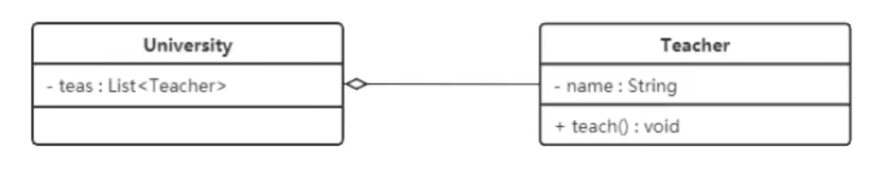 University
- teas : List<Teacher>
Teacher
- name : String
+ teach() : void